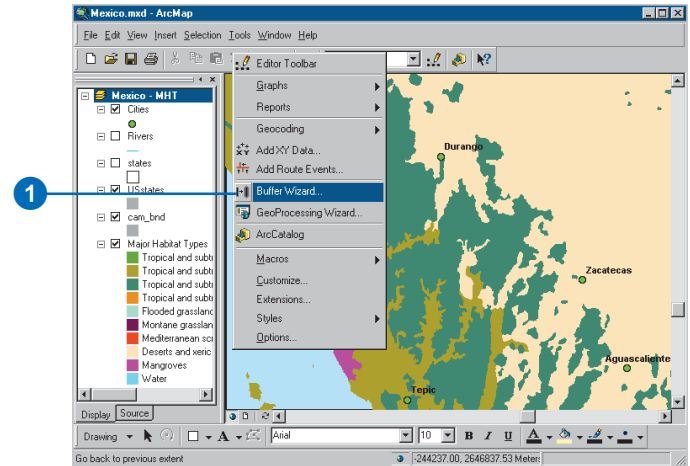 Mexico.mxd - ArcMap
File Edit View Insert Selection Tools Window Help
Editor Toolbar
Graphs
Reports
Geocoding
Add XY Data...
Add Route Events...
Buffer Wizard...
GeoProcessing Wizard...
ArcCatalog
Macros
Customize...
Extensions...
Styles
Options...
1
Mexico - MHT
Cities
Rivers
states
USstates
cam_bnd
Major Habitat Types
Tropical and subt
Tropical and subt
Tropical and subt
Tropical and subt
Flooded grasslanc
Montane grasslan
Mediterranean scr
Deserts and xeric
Mangroves
Water
Display Source
Durango
Zacatecas
Aguascaliente
Tepic
Drawing A Arial 10 B I U A
Go back to previous extent -244237.00, 2646837.53 Meters